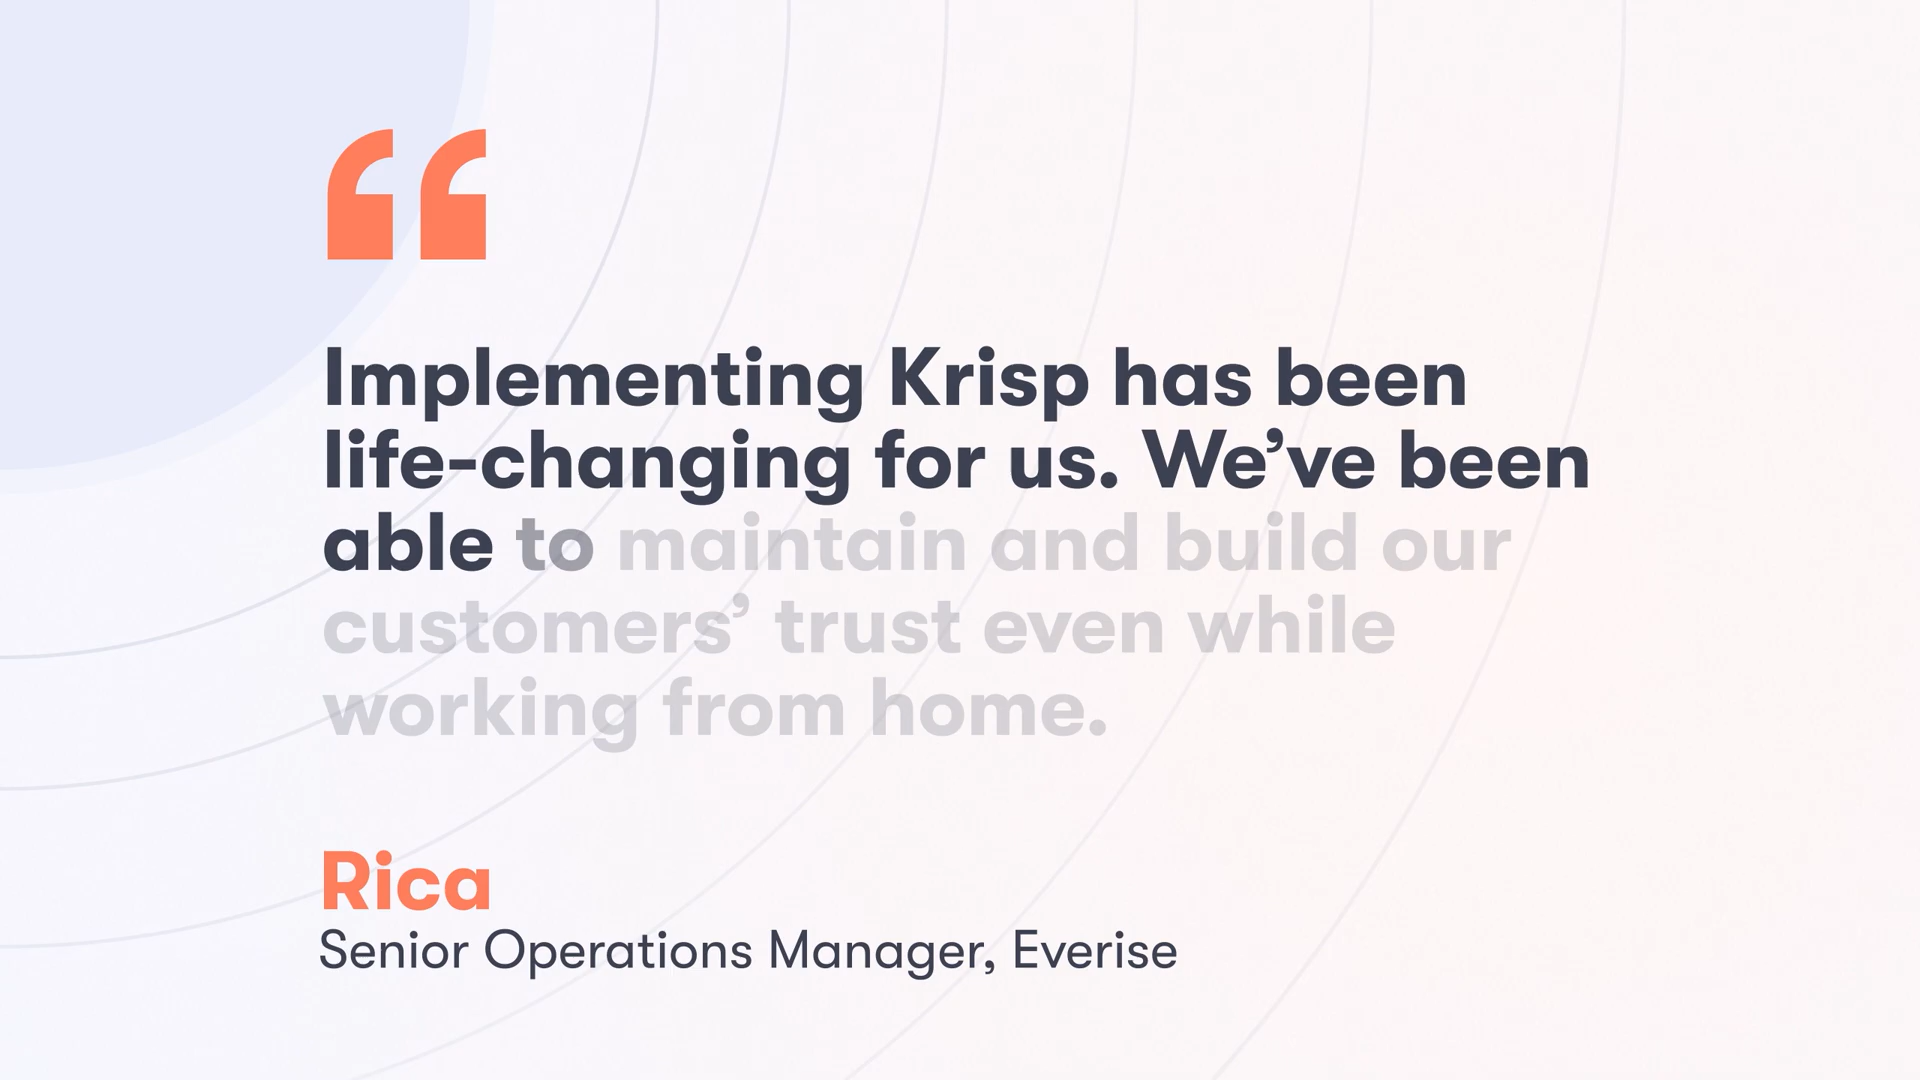 “
Implementing Krisp has been
life-changing for us. We’ve been
able to maintain and build our
customers’ trust even while
working from home.
Rica
Senior Operations Manager, Everise